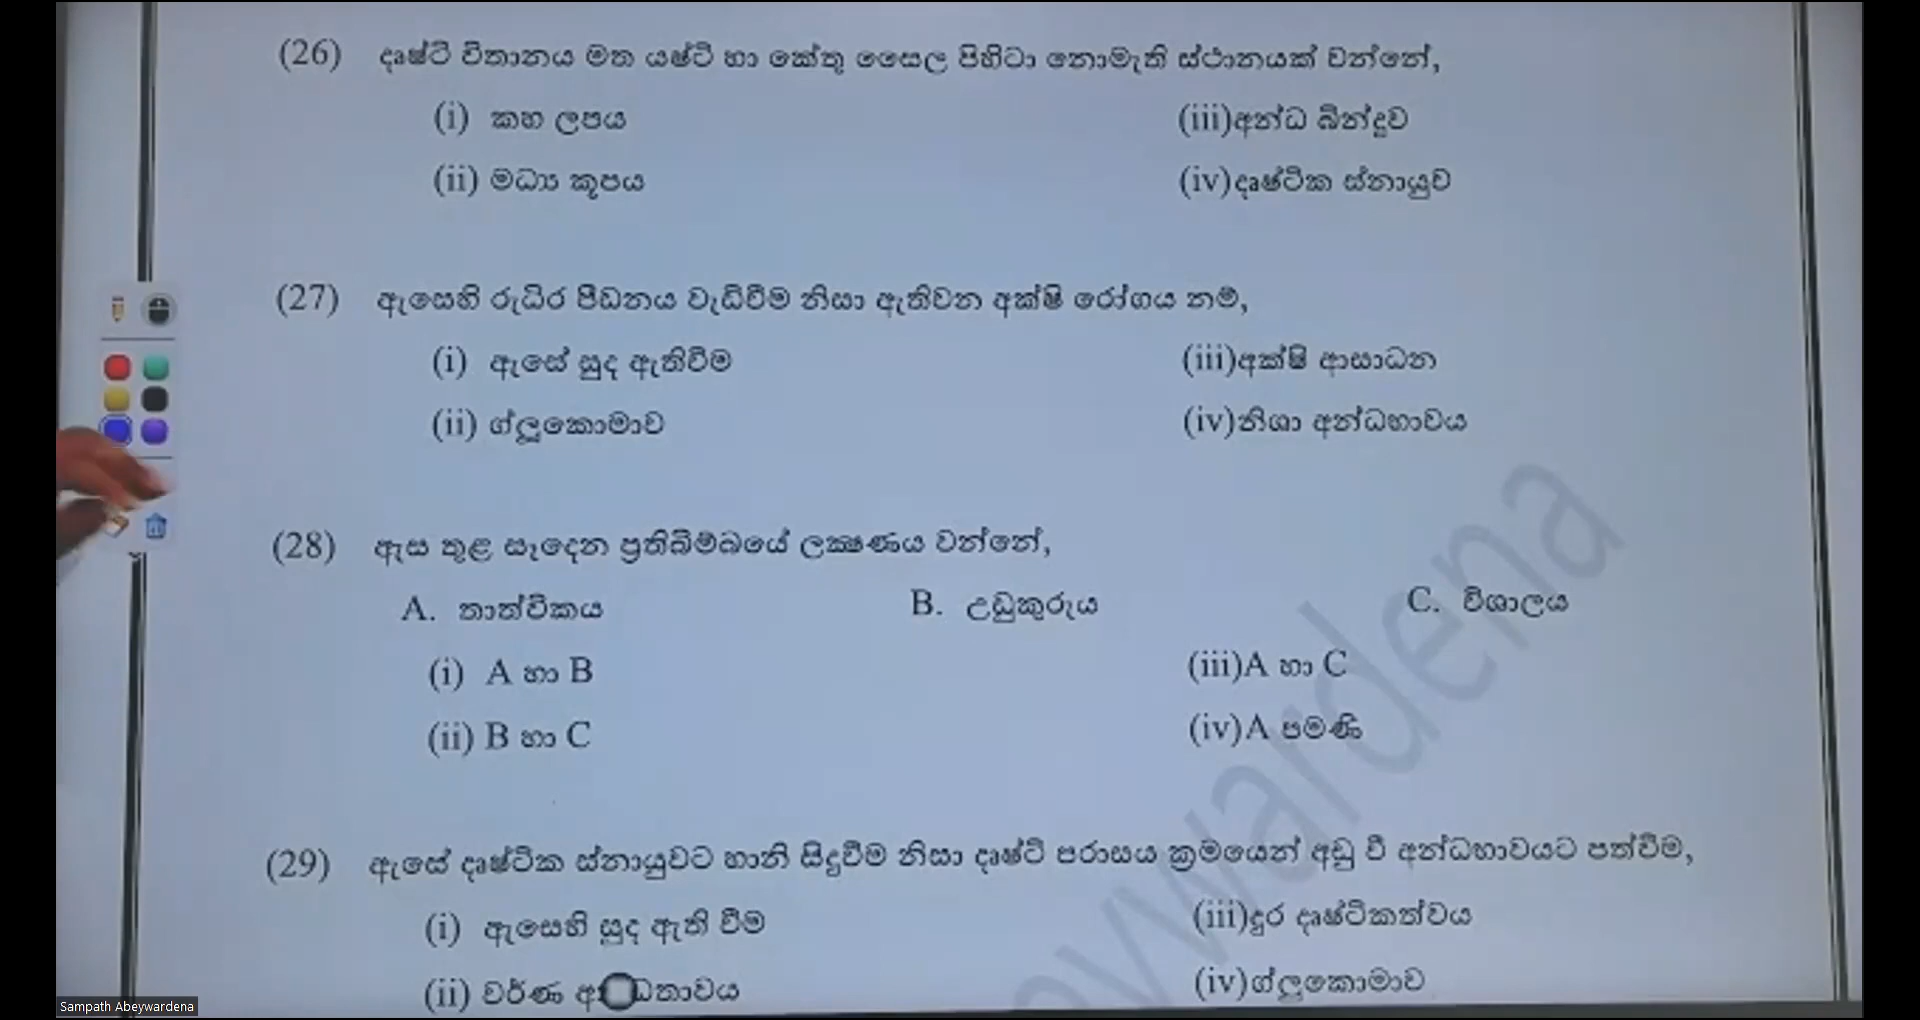 (26) දෘෂ්ටි විතානය මත යෂ්ටි හා කේතු සෛල පිහිටා නොමැති ස්ථානයක් වන්නේ,
(i) කහ ලපය (iii)අන්ධ බින්දුව
(ii) මධ්‍ය කූපය (iv)දෘෂ්ටික ස්නායුව
(27) ඇසෙහි රුධිර පීඩනය වැඩිවීම නිසා ඇතිවන අක්ෂි රෝගය නම්,
(i) ඇසේ සුද ඇතිවීම (iii)අක්ෂි ආසාධන
(ii) ග්ලූකොමාව (iv)නිශා අන්ධභාවය
(28) ඇස තුළ සෑදෙන ප්‍රතිබිම්බයේ ලක්‍ෂණය වන්නේ,
A. තාත්වික‍ය B. උඩුකුරුය C. විශාලය
(i) A හා B (iii)A හා C
(ii) B හා C (iv)A පමණි
(29) ඇසේ දෘෂ්ටික ස්නායුවට හානි සිදුවීම නිසා දෘෂ්ටි පරාසය ක්‍රමයෙන් අඩු වී අන්ධභාවයට පත්වීම,
(i) ඇසෙහි සුද ඇති වීම (iii)දුර දෘෂ්ටිකත්වය
(ii) වර්ණ (iv)ග්ලුකොමාව
ewardena
Sampath Abeywardena